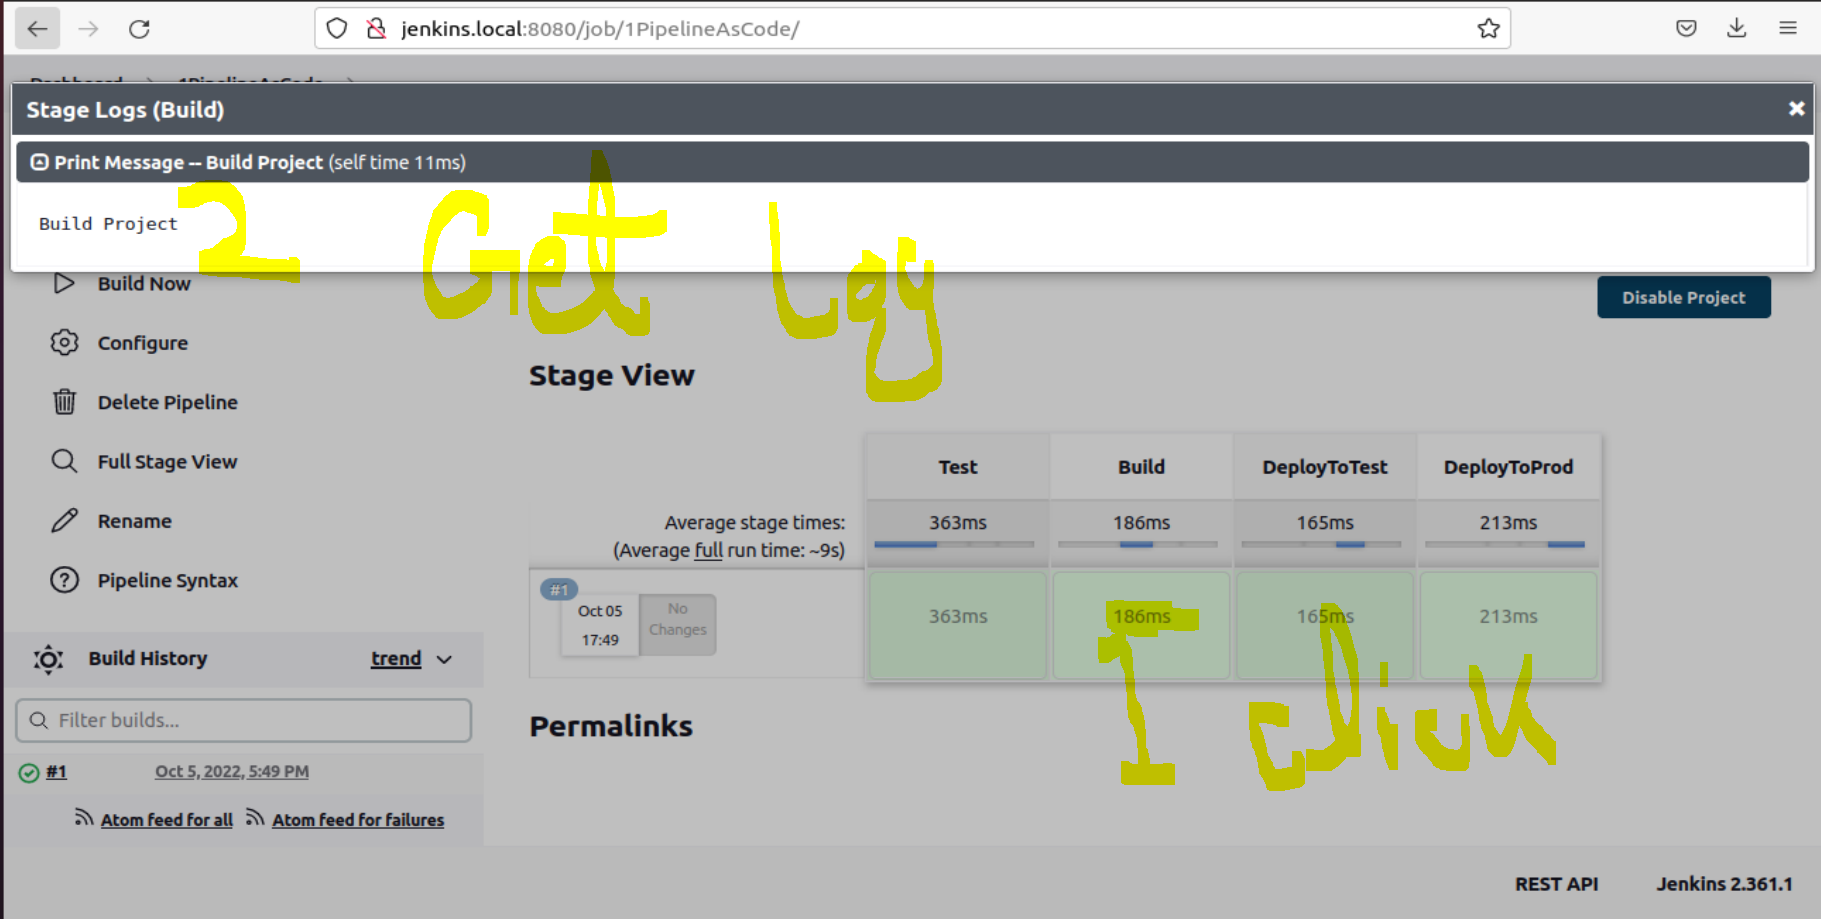 jenkins.local:8080/job/1PipelineAsCode/
Dashboard > 1PipelineAsCode >
Stage Logs (Build)
Print Message -- Build Project (self time 11ms)
Build Project
2 Get Log
Build Now
Disable Project
Configure
Stage View
Delete Pipeline
Full Stage View
Test Build DeployToTest DeployToProd
Rename
Average stage times: 363ms 186ms 165ms 213ms
(Average full run time: ~9s)
Pipeline Syntax
#1
Oct 05 No 363ms 186ms 165ms 213ms
17:49 Changes
I click
Build History trend
Filter builds...
Permalinks
#1 Oct 5, 2022, 5:49 PM
Atom feed for all Atom feed for failures
REST API Jenkins 2.361.1